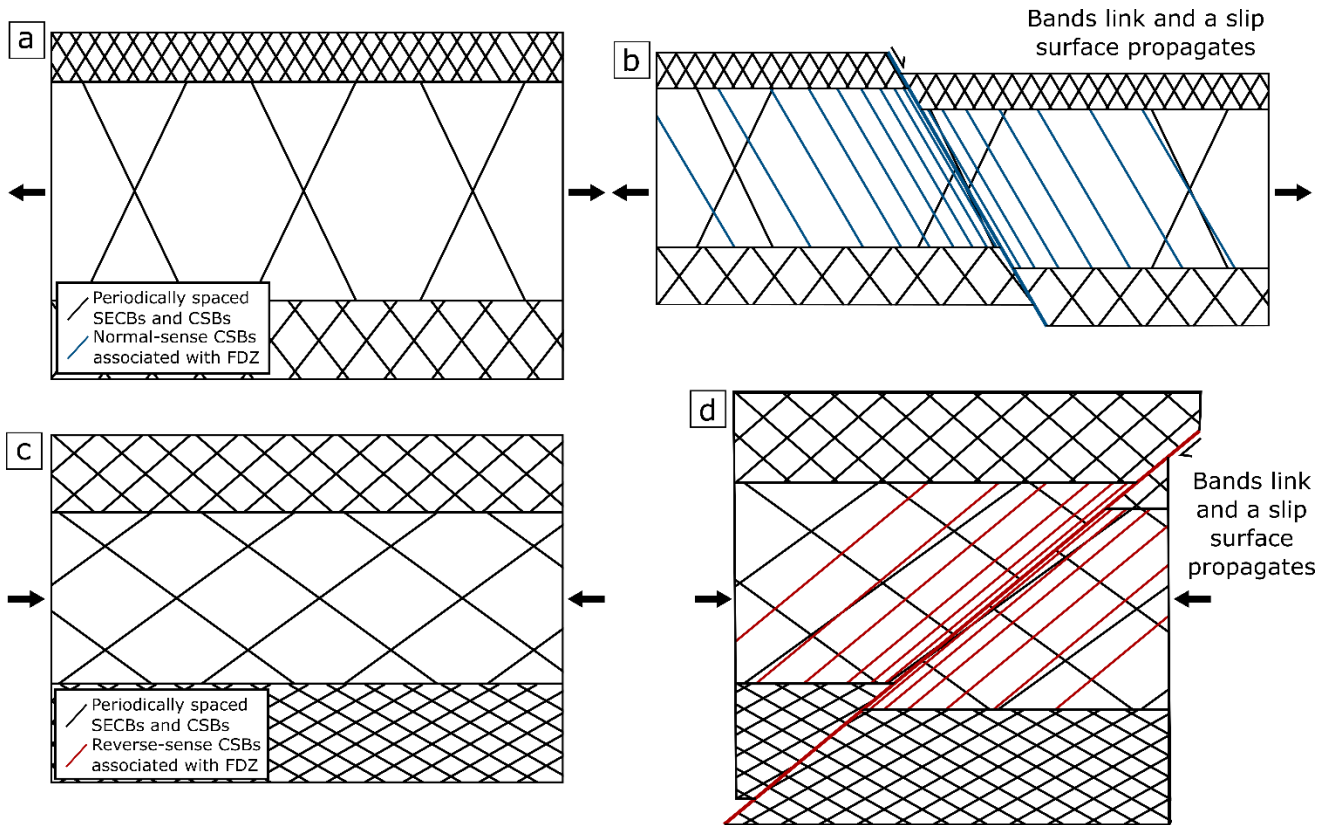 a
Periodically spaced
SECBs and CSBs
Normal-sense CSBs
associated with FDZ
b
Bands link and a slip
surface propagates
c
Periodically spaced
SECBs and CSBs
Reverse-sense CSBs
associated with FDZ
d
Bands link
and a slip
surface
propagates